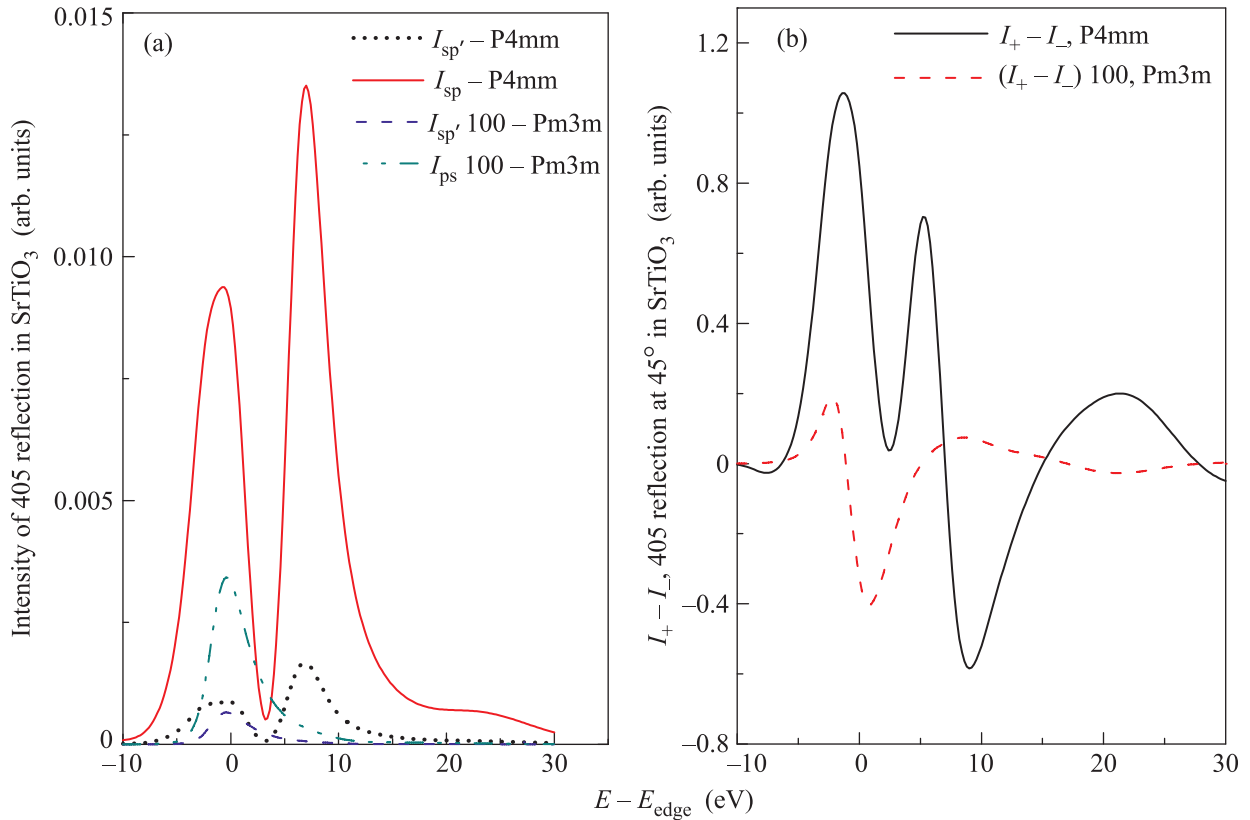 (a)
I_sp′ – P4mm
I_sp – P4mm
I_sp′ 100 – Pm3m
I_ps 100 – Pm3m
Intensity of 405 reflection in SrTiO₃ (arb. units)
0.015
0.010
0.005
0
–10
0
10
20
30
(b)
I₊ – I₋, P4mm
(I₊ – I₋) 100, Pm3m
I₊ – I₋, 405 reflection at 45° in SrTiO₃ (arb. units)
1.2
0.8
0.4
0
–0.4
–0.8
–10
0
10
20
30
E – E_edge (eV)